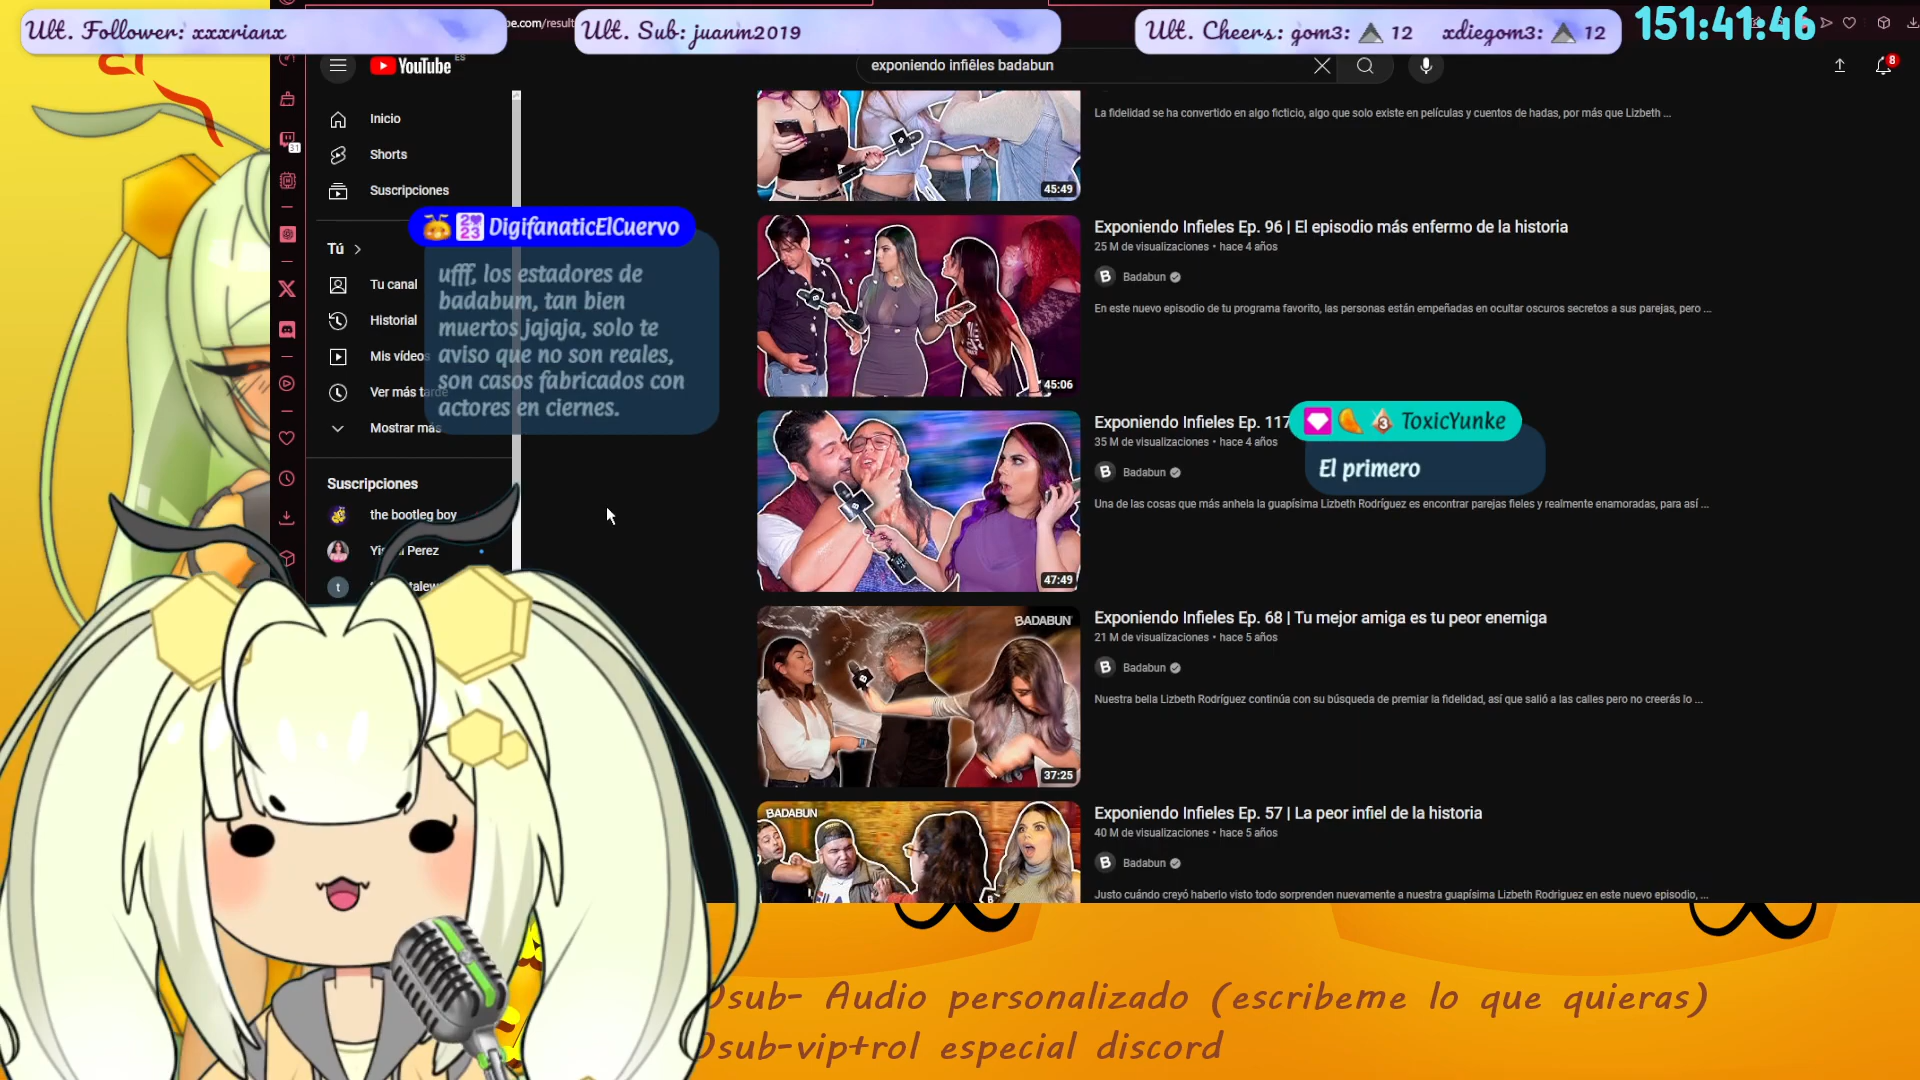 Ult. Follower: xxxrianx
Ult. Sub: juanm2019
Ult. Cheers: gom3: 12 xdiegom3: 12
151:41:46
pe.com/result
YouTube ES
exponiendo infiêles badabun
8
31
Inicio
Shorts
Suscripciones
Tú
Tu canal
Historial
Mis vídeos
Ver más tarde
Mostrar más
Suscripciones
the bootleg boy
Perez
t
DigifanaticElCuervo
ufff, los estadores de
badabum, tan bien
muertos jajaja, solo te
aviso que no son reales,
son casos fabricados con
actores en ciernes.
45:49
La fidelidad se ha convertido en algo ficticio, algo que solo existe en películas y cuentos de hadas, por más que Lizbeth ...
45:06
Exponiendo Infieles Ep. 96 | El episodio más enfermo de la historia
25 M de visualizaciones • hace 4 años
Badabun
En este nuevo episodio de tu programa favorito, las personas están empeñadas en ocultar oscuros secretos a sus parejas, pero ...
47:49
Exponiendo Infieles Ep. 117
35 M de visualizaciones • hace 4 años
Badabun
Una de las cosas que más anhela la guapísima Lizbeth Rodríguez es encontrar parejas fieles y realmente enamoradas, para así ...
3 ToxicYunke
El primero
BADABUN
37:25
Exponiendo Infieles Ep. 68 | Tu mejor amiga es tu peor enemiga
21 M de visualizaciones • hace 5 años
Badabun
Nuestra bella Lizbeth Rodríguez continúa con su búsqueda de premiar la fidelidad, así que salió a las calles pero no creerás lo ...
BADABUN
Exponiendo Infieles Ep. 57 | La peor infiel de la historia
40 M de visualizaciones • hace 5 años
Badabun
Justo cuándo creyó haberlo visto todo sorprenden nuevamente a nuestra guapísima Lizbeth Rodriguez en este nuevo episodio, ...
sub- Audio personalizado (escribeme lo que quieras)
sub-vip+rol especial discord